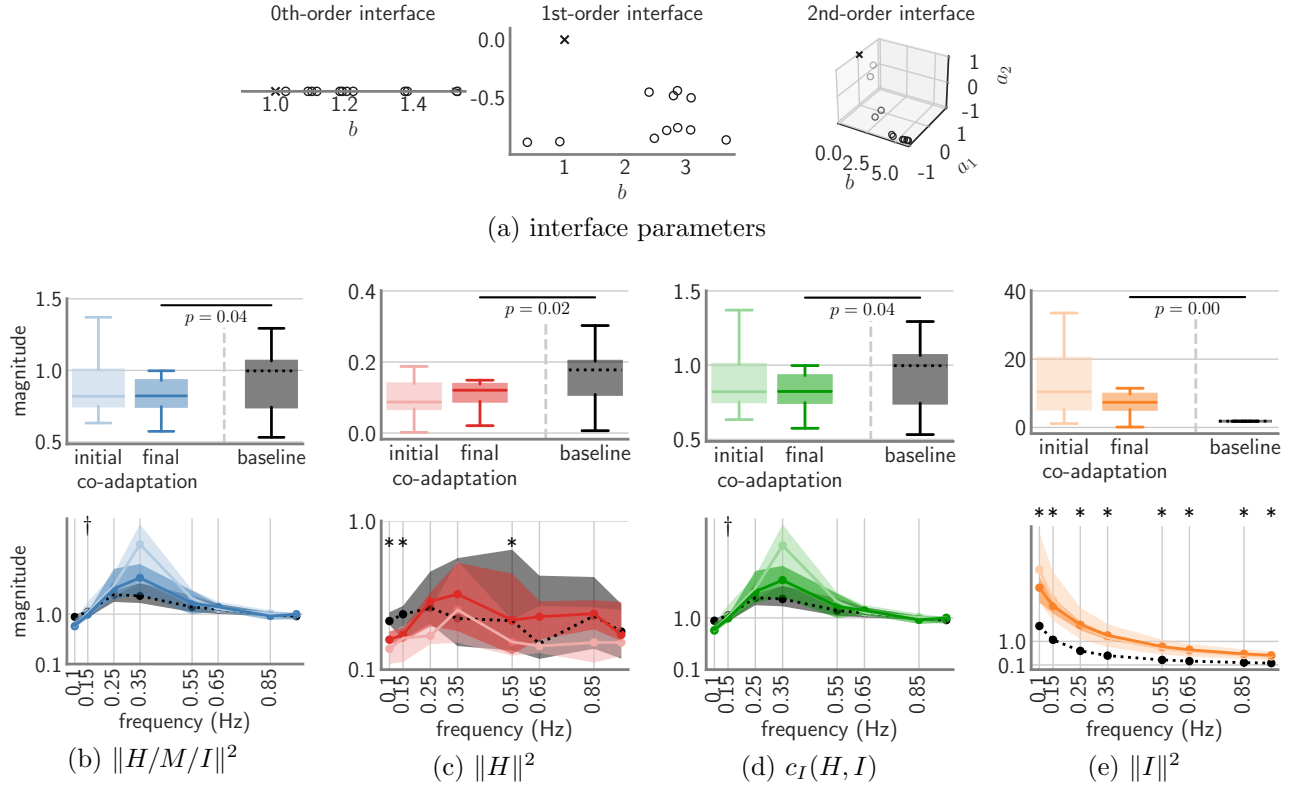 0th-order interface
1st-order interface
2nd-order interface
0.0
-0.5
1.0 1.2 1.4
b
1 2 3
b
1
0
-1
a2
0.0 2.5 5.0
b
-1 0 1
a1
(a) interface parameters
magnitude
1.5
1.0
0.5
p = 0.04
initial final baseline
co-adaptation
0.4
0.2
0.0
p = 0.02
initial final baseline
co-adaptation
1.5
1.0
0.5
p = 0.04
initial final baseline
co-adaptation
40
20
0
p = 0.00
initial final baseline
co-adaptation
magnitude
†
1.0
0.1
0.1 0.15 0.25 0.35 0.55 0.65 0.85
frequency (Hz)
(b) ‖H/M/I‖²
* * *
1.0
0.1
0.1 0.15 0.25 0.35 0.55 0.65 0.85
frequency (Hz)
(c) ‖H‖²
†
1.0
0.1
0.1 0.15 0.25 0.35 0.55 0.65 0.85
frequency (Hz)
(d) cI(H, I)
* * * * * * * *
1.0
0.1
0.1 0.15 0.25 0.35 0.55 0.65 0.85
frequency (Hz)
(e) ‖I‖²